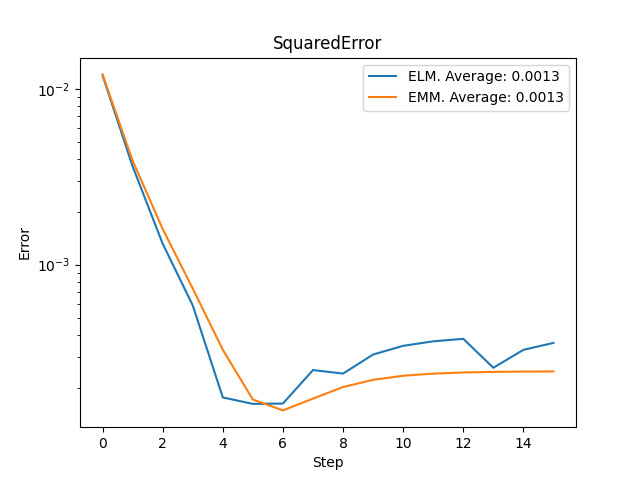 SquaredError
ELM. Average: 0.0013
EMM. Average: 0.0013
Error
10⁻²
10⁻³
0 2 4 6 8 10 12 14
Step